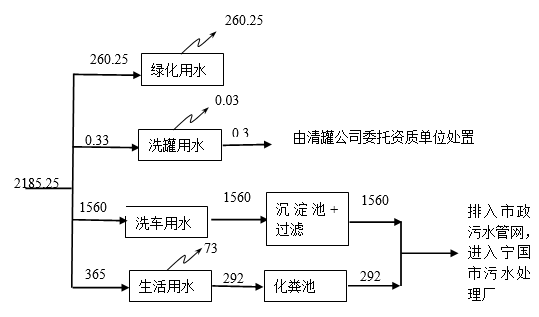 260.25
260.25
绿化用水
0.03
0.33
洗罐用水
0.3
由清罐公司委托资质单位处置
2185.25
1560
洗车用水
1560
沉淀池+
过滤
1560
排入市政
污水管网，
进入宁国
市污水处
理厂
365
生活用水
73
292
化粪池
292